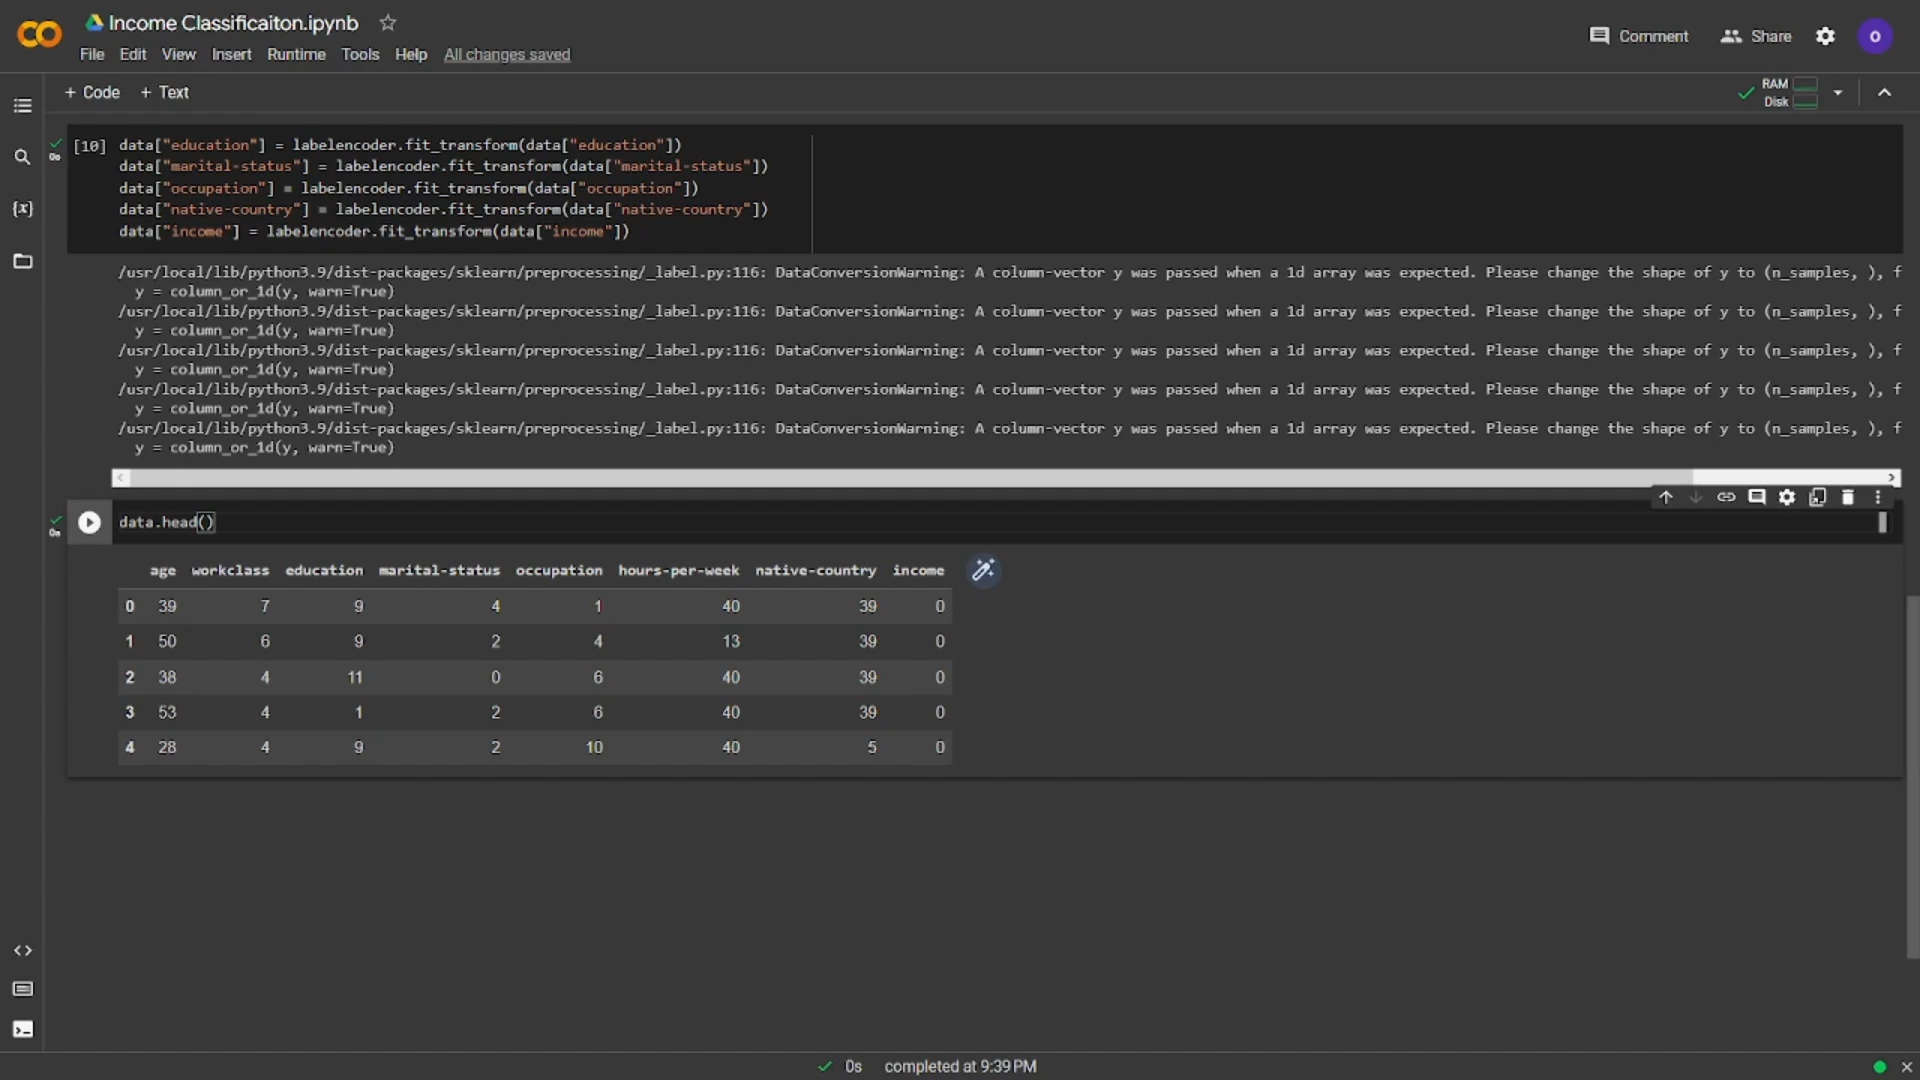 Income Classificaiton.ipynb
Comment
Share
O
File Edit View Insert Runtime Tools Help All changes saved
+ Code + Text
RAM
Disk
[10] data["education"] = labelencoder.fit_transform(data["education"])
data["marital-status"] = labelencoder.fit_transform(data["marital-status"])
data["occupation"] = labelencoder.fit_transform(data["occupation"])
data["native-country"] = labelencoder.fit_transform(data["native-country"])
data["income"] = labelencoder.fit_transform(data["income"])
0s
/usr/local/lib/python3.9/dist-packages/sklearn/preprocessing/_label.py:116: DataConversionWarning: A column-vector y was passed when a 1d array was expected. Please change the shape of y to (n_samples, ), f
y = column_or_1d(y, warn=True)
/usr/local/lib/python3.9/dist-packages/sklearn/preprocessing/_label.py:116: DataConversionWarning: A column-vector y was passed when a 1d array was expected. Please change the shape of y to (n_samples, ), f
y = column_or_1d(y, warn=True)
/usr/local/lib/python3.9/dist-packages/sklearn/preprocessing/_label.py:116: DataConversionWarning: A column-vector y was passed when a 1d array was expected. Please change the shape of y to (n_samples, ), f
y = column_or_1d(y, warn=True)
/usr/local/lib/python3.9/dist-packages/sklearn/preprocessing/_label.py:116: DataConversionWarning: A column-vector y was passed when a 1d array was expected. Please change the shape of y to (n_samples, ), f
y = column_or_1d(y, warn=True)
/usr/local/lib/python3.9/dist-packages/sklearn/preprocessing/_label.py:116: DataConversionWarning: A column-vector y was passed when a 1d array was expected. Please change the shape of y to (n_samples, ), f
y = column_or_1d(y, warn=True)
data.head()
0s
age workclass education marital-status occupation hours-per-week native-country income
0 39 7 9 4 1 40 39 0
1 50 6 9 2 4 13 39 0
2 38 4 11 0 6 40 39 0
3 53 4 1 2 6 40 39 0
4 28 4 9 2 10 40 5 0
0s completed at 9:39 PM